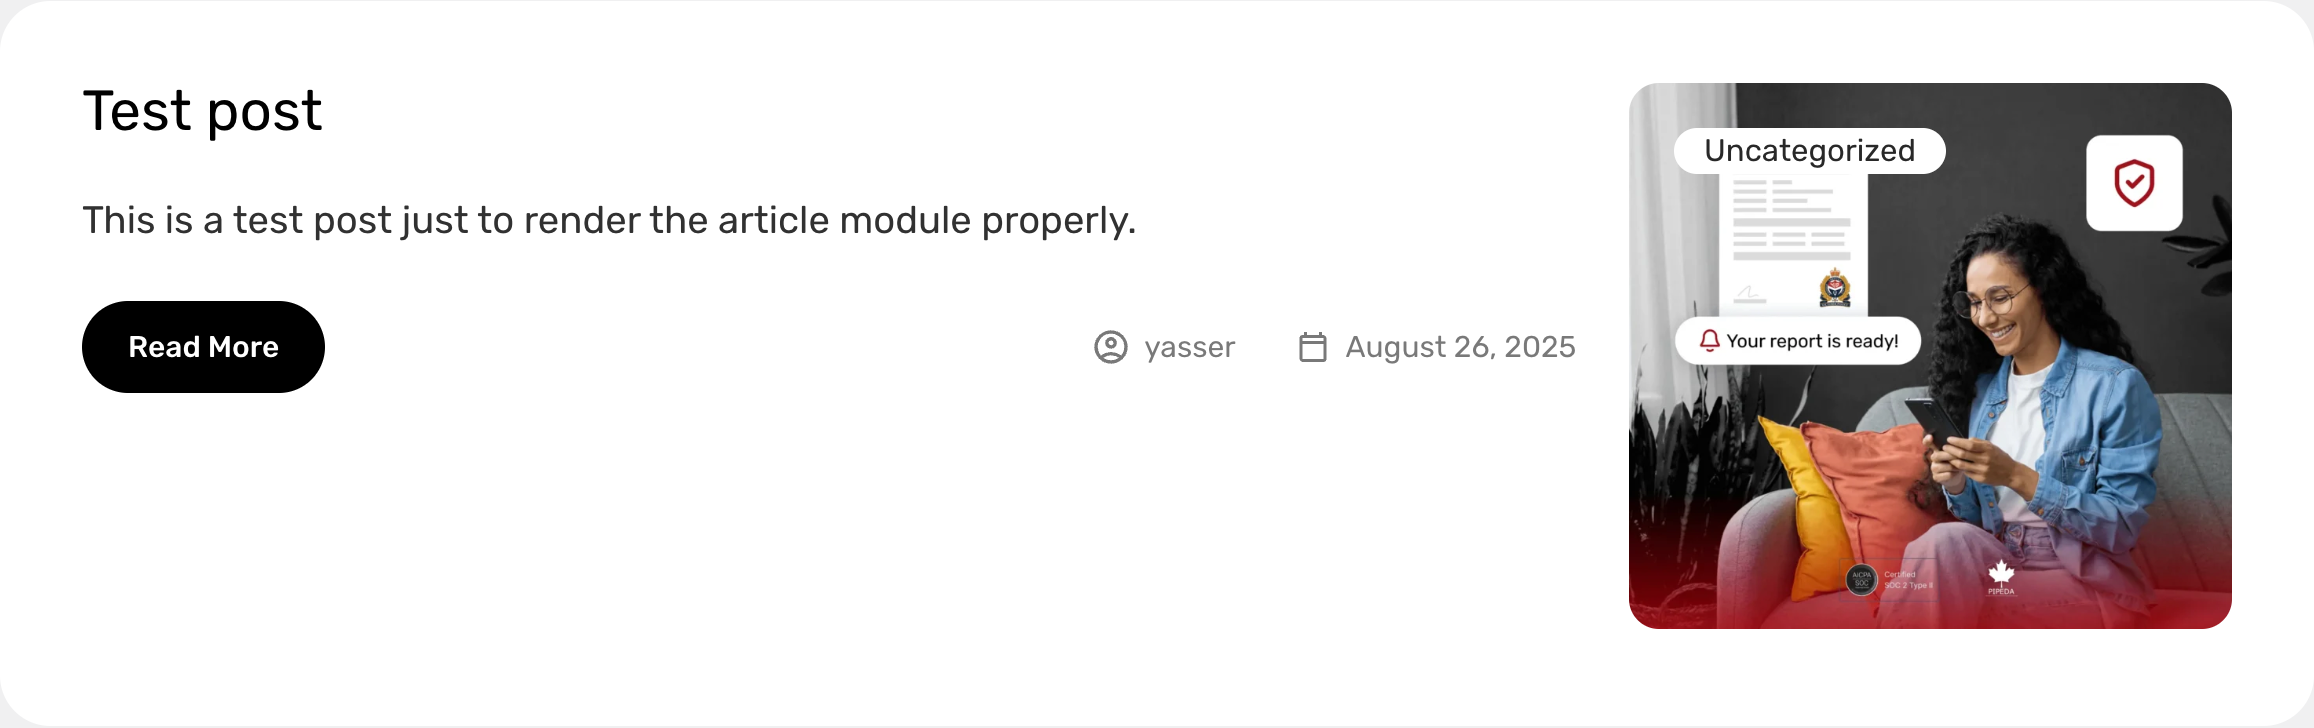 Test post
This is a test post just to render the article module properly.
Read More
yasser
August 26, 2025
Uncategorized
Your report is ready!
AICPA
SOC
Certified
SOC 2 Type II
PIPEDA